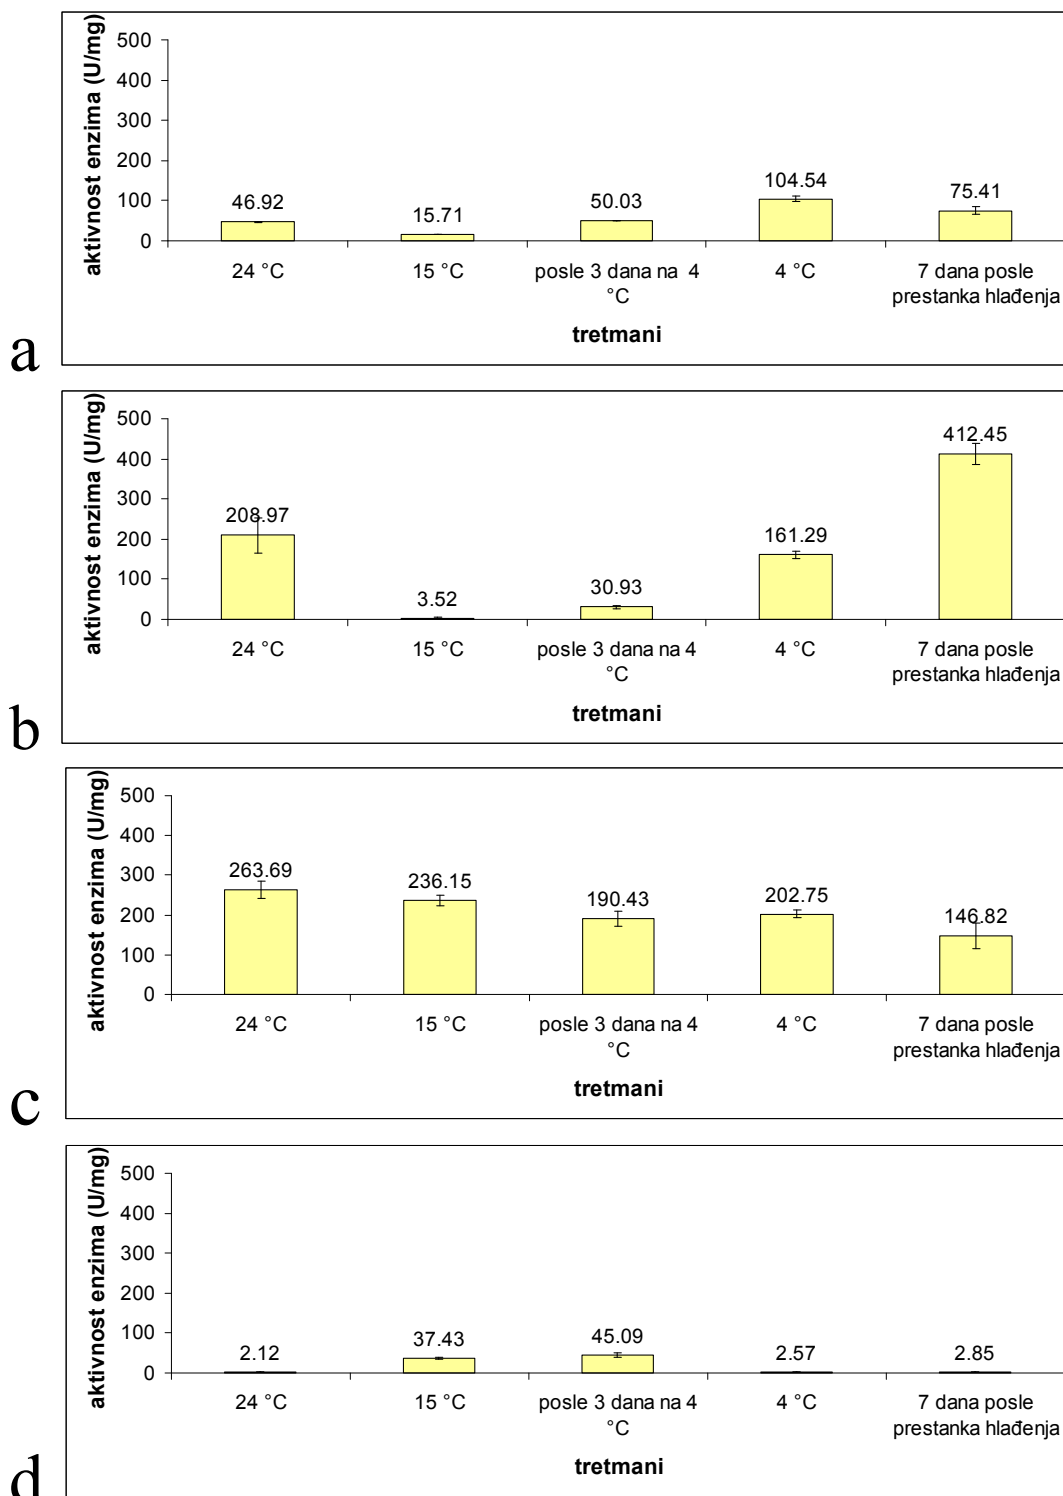 aktivnost enzima (U/mg)
500
400
300
200
100
0
46.92
15.71
50.03
104.54
75.41
24 °C
15 °C
posle 3 dana na 4
°C
4 °C
7 dana posle
prestanka hlađenja
tretmani
a
aktivnost enzima (U/mg)
500
400
300
200
100
0
208.97
3.52
30.93
161.29
412.45
24 °C
15 °C
posle 3 dana na 4
°C
4 °C
7 dana posle
prestanka hlađenja
tretmani
b
aktivnost enzima (U/mg)
500
400
300
200
100
0
263.69
236.15
190.43
202.75
146.82
24 °C
15 °C
posle 3 dana na 4
°C
4 °C
7 dana posle
prestanka hlađenja
tretmani
c
aktivnost enzima (U/mg)
500
400
300
200
100
0
2.12
37.43
45.09
2.57
2.85
24 °C
15 °C
posle 3 dana na 4
°C
4 °C
7 dana posle
prestanka hlađenja
tretmani
d